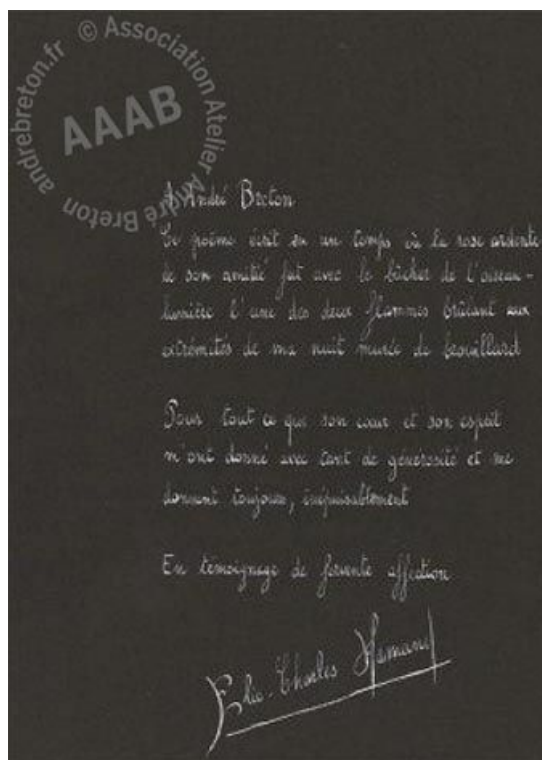 © Association Atelier André Breton
andrebreton.fr
AAAB
A André Breton
Ce poème écrit en un temps où la rose ardente
de son amitié fut avec le bûcher de l'oiseau-
lumière l'une des deux flammes brûlant aux
extrémités de ma nuit murée de brouillard
Pour tout ce que son cœur et son esprit
m'ont donné avec tant de générosité et me
donnent toujours, inépuisablement
En témoignage de fervente affection
Elie-Charles Flamand